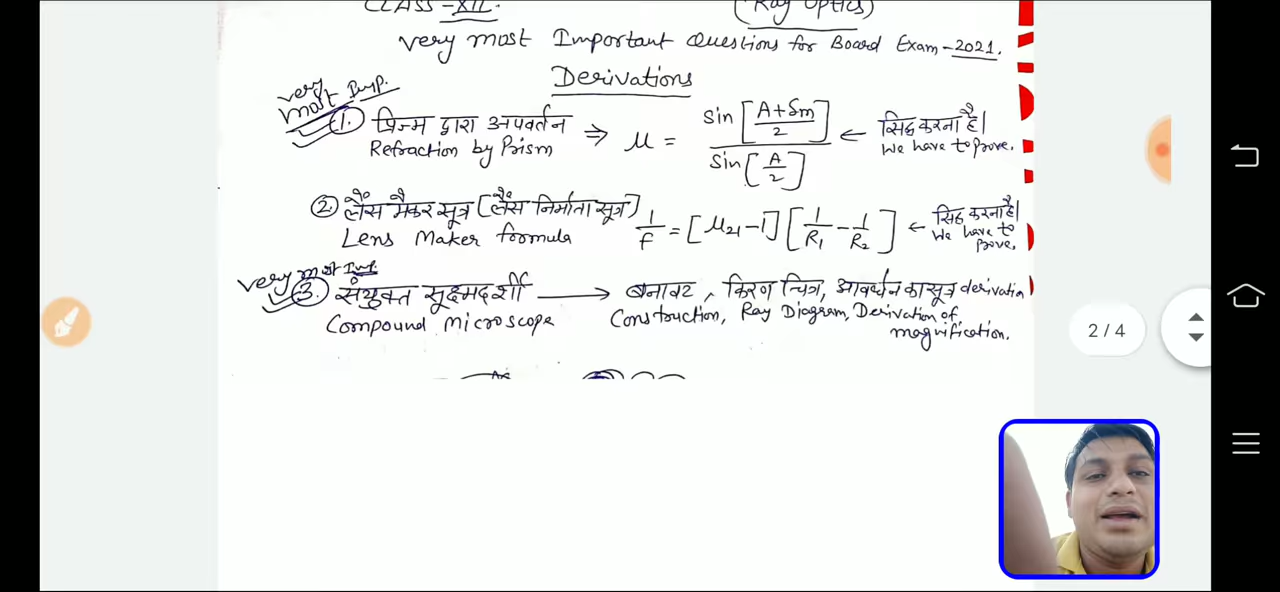 CLASS-XII. (Ray Optics)
very most Important Questions for Board Exam-2021.
Derivations
very most Imp.
1. प्रिज्म द्वारा अपवर्तन ⇒ μ = sin[(A+δm)/2] / sin[A/2] ← सिद्ध करना है।
Refraction by Prism We have to prove.
2. लैंस मैकर सूत्र [लैंस निर्माता सूत्र] 1/f = [μ21-1] [1/R1 - 1/R2] ← सिद्ध करना है।
Lens Maker formula We have to prove.
very most Imp.
3. संयुक्त सूक्ष्मदर्शी → बनावट, किरण चित्र, आवर्धन का सूत्र derivation
Compound Microscope Construction, Ray Diagram, Derivation of magnification.
2/4